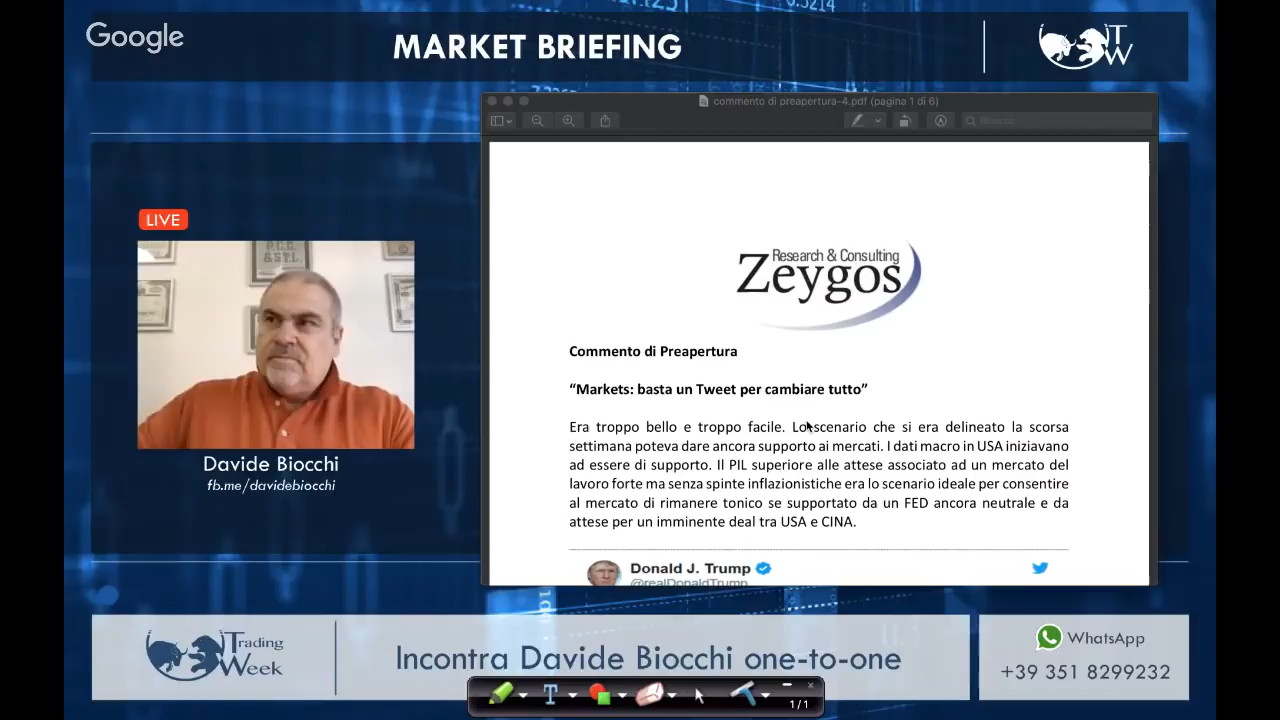 Google
MARKET BRIEFING
TW
commento di preapertura-4.pdf (pagina 1 di 6)
LIVE
P.C.C.
& S.T.I.
Research & Consulting
Zeygos
Commento di Preapertura
“Markets: basta un Tweet per cambiare tutto”
Era troppo bello e troppo facile. Lo scenario che si era delineato la scorsa
settimana poteva dare ancora supporto ai mercati. I dati macro in USA iniziavano
ad essere di supporto. Il PIL superiore alle attese associato ad un mercato del
lavoro forte ma senza spinte inflazionistiche era lo scenario ideale per consentire
al mercato di rimanere tonico se supportato da un FED ancora neutrale e da
attese per un imminente deal tra USA e CINA.
Donald J. Trump
@realDonaldTrump
Davide Biocchi
fb.me/davidebiocchi
Trading
Week
Incontra Davide Biocchi one-to-one
WhatsApp
+39 351 8299232
T
1/1